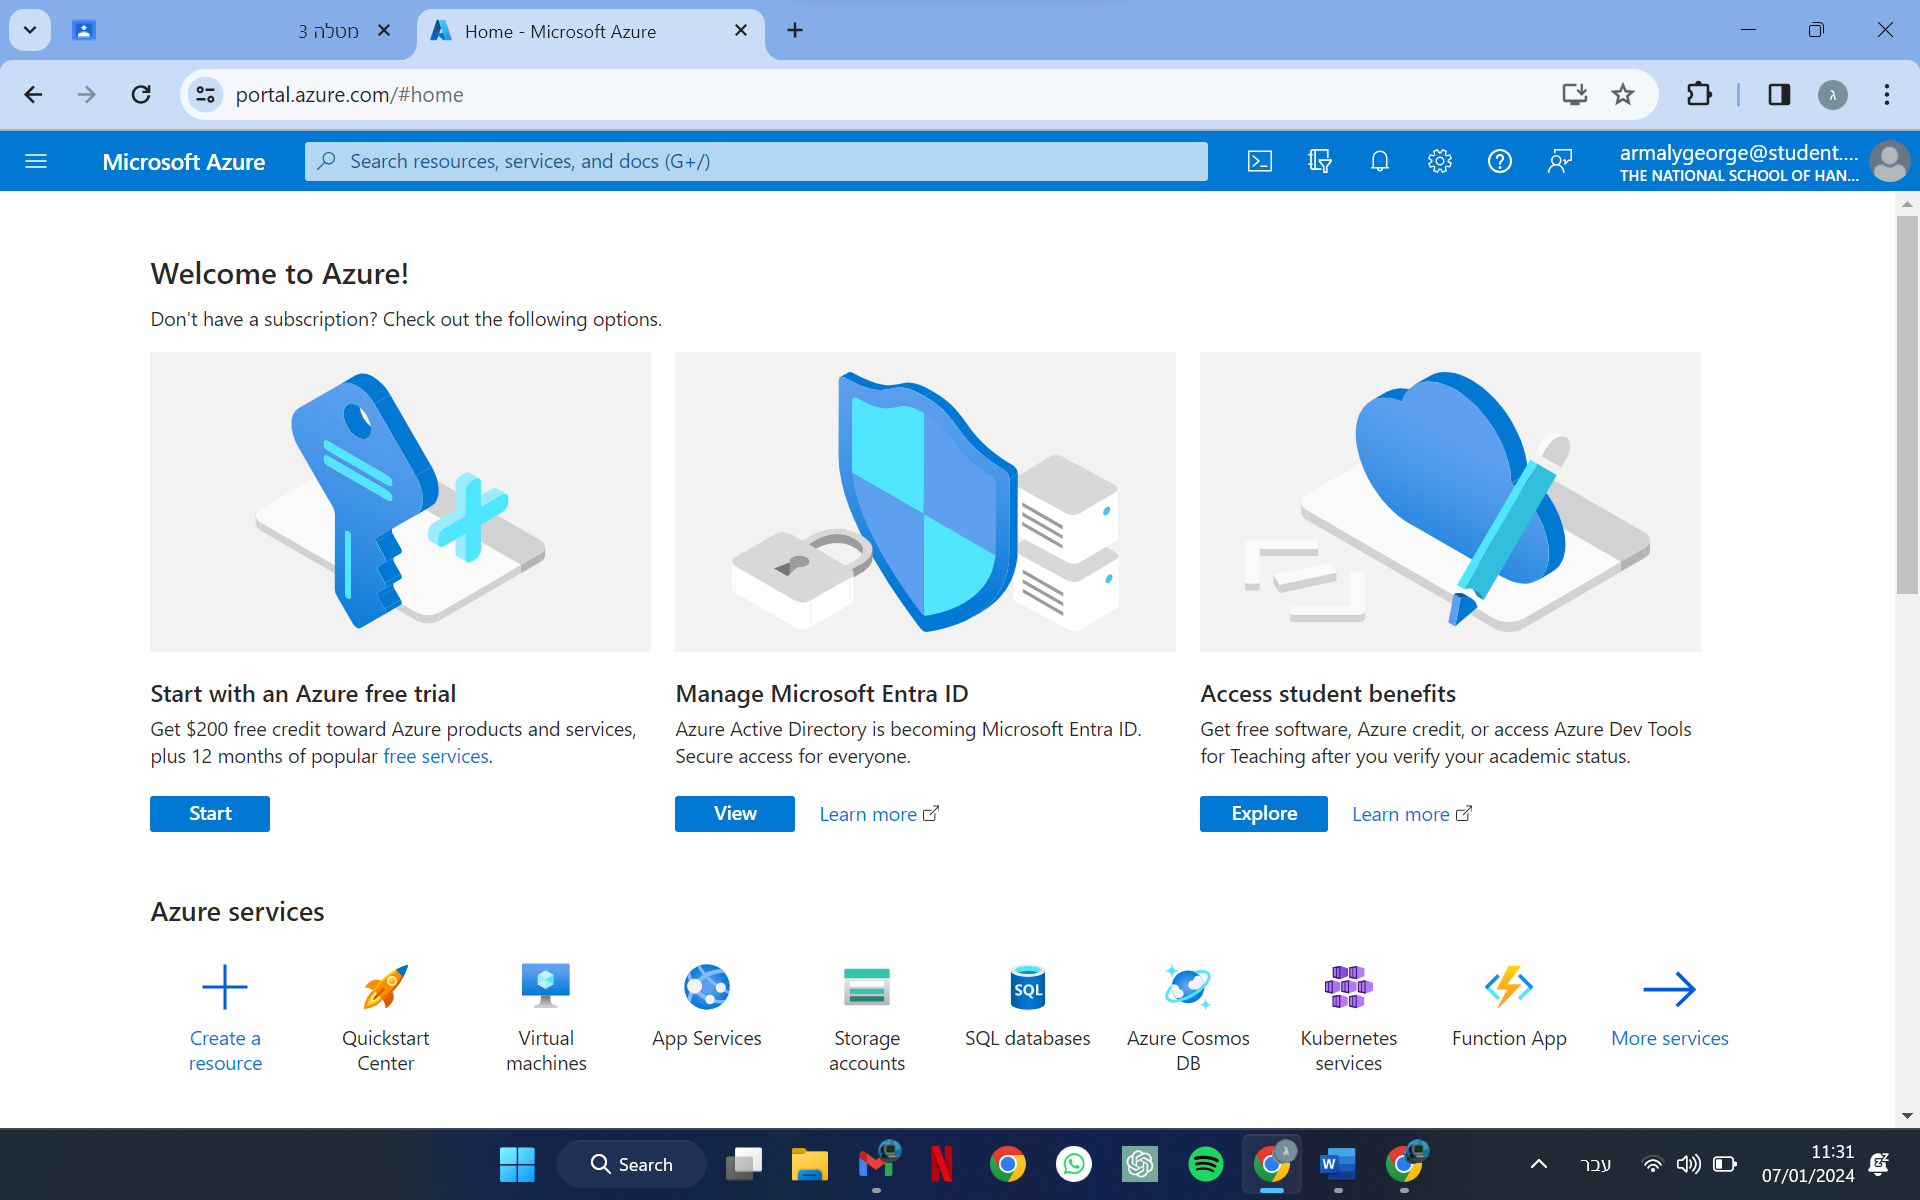 מטלה 3
Home - Microsoft Azure
portal.azure.com/#home
λ
Microsoft Azure
Search resources, services, and docs (G+/)
armalygeorge@student....
THE NATIONAL SCHOOL OF HAN...
Welcome to Azure!
Don't have a subscription? Check out the following options.
Start with an Azure free trial
Get $200 free credit toward Azure products and services,
plus 12 months of popular free services.
Start
Manage Microsoft Entra ID
Azure Active Directory is becoming Microsoft Entra ID.
Secure access for everyone.
View Learn more
Access student benefits
Get free software, Azure credit, or access Azure Dev Tools
for Teaching after you verify your academic status.
Explore Learn more
Azure services
SQL
Create a
resource
Quickstart
Center
Virtual
machines
App Services
Storage
accounts
SQL databases
Azure Cosmos
DB
Kubernetes
services
Function App
More services
Search
W
עבר
11:31
07/01/2024